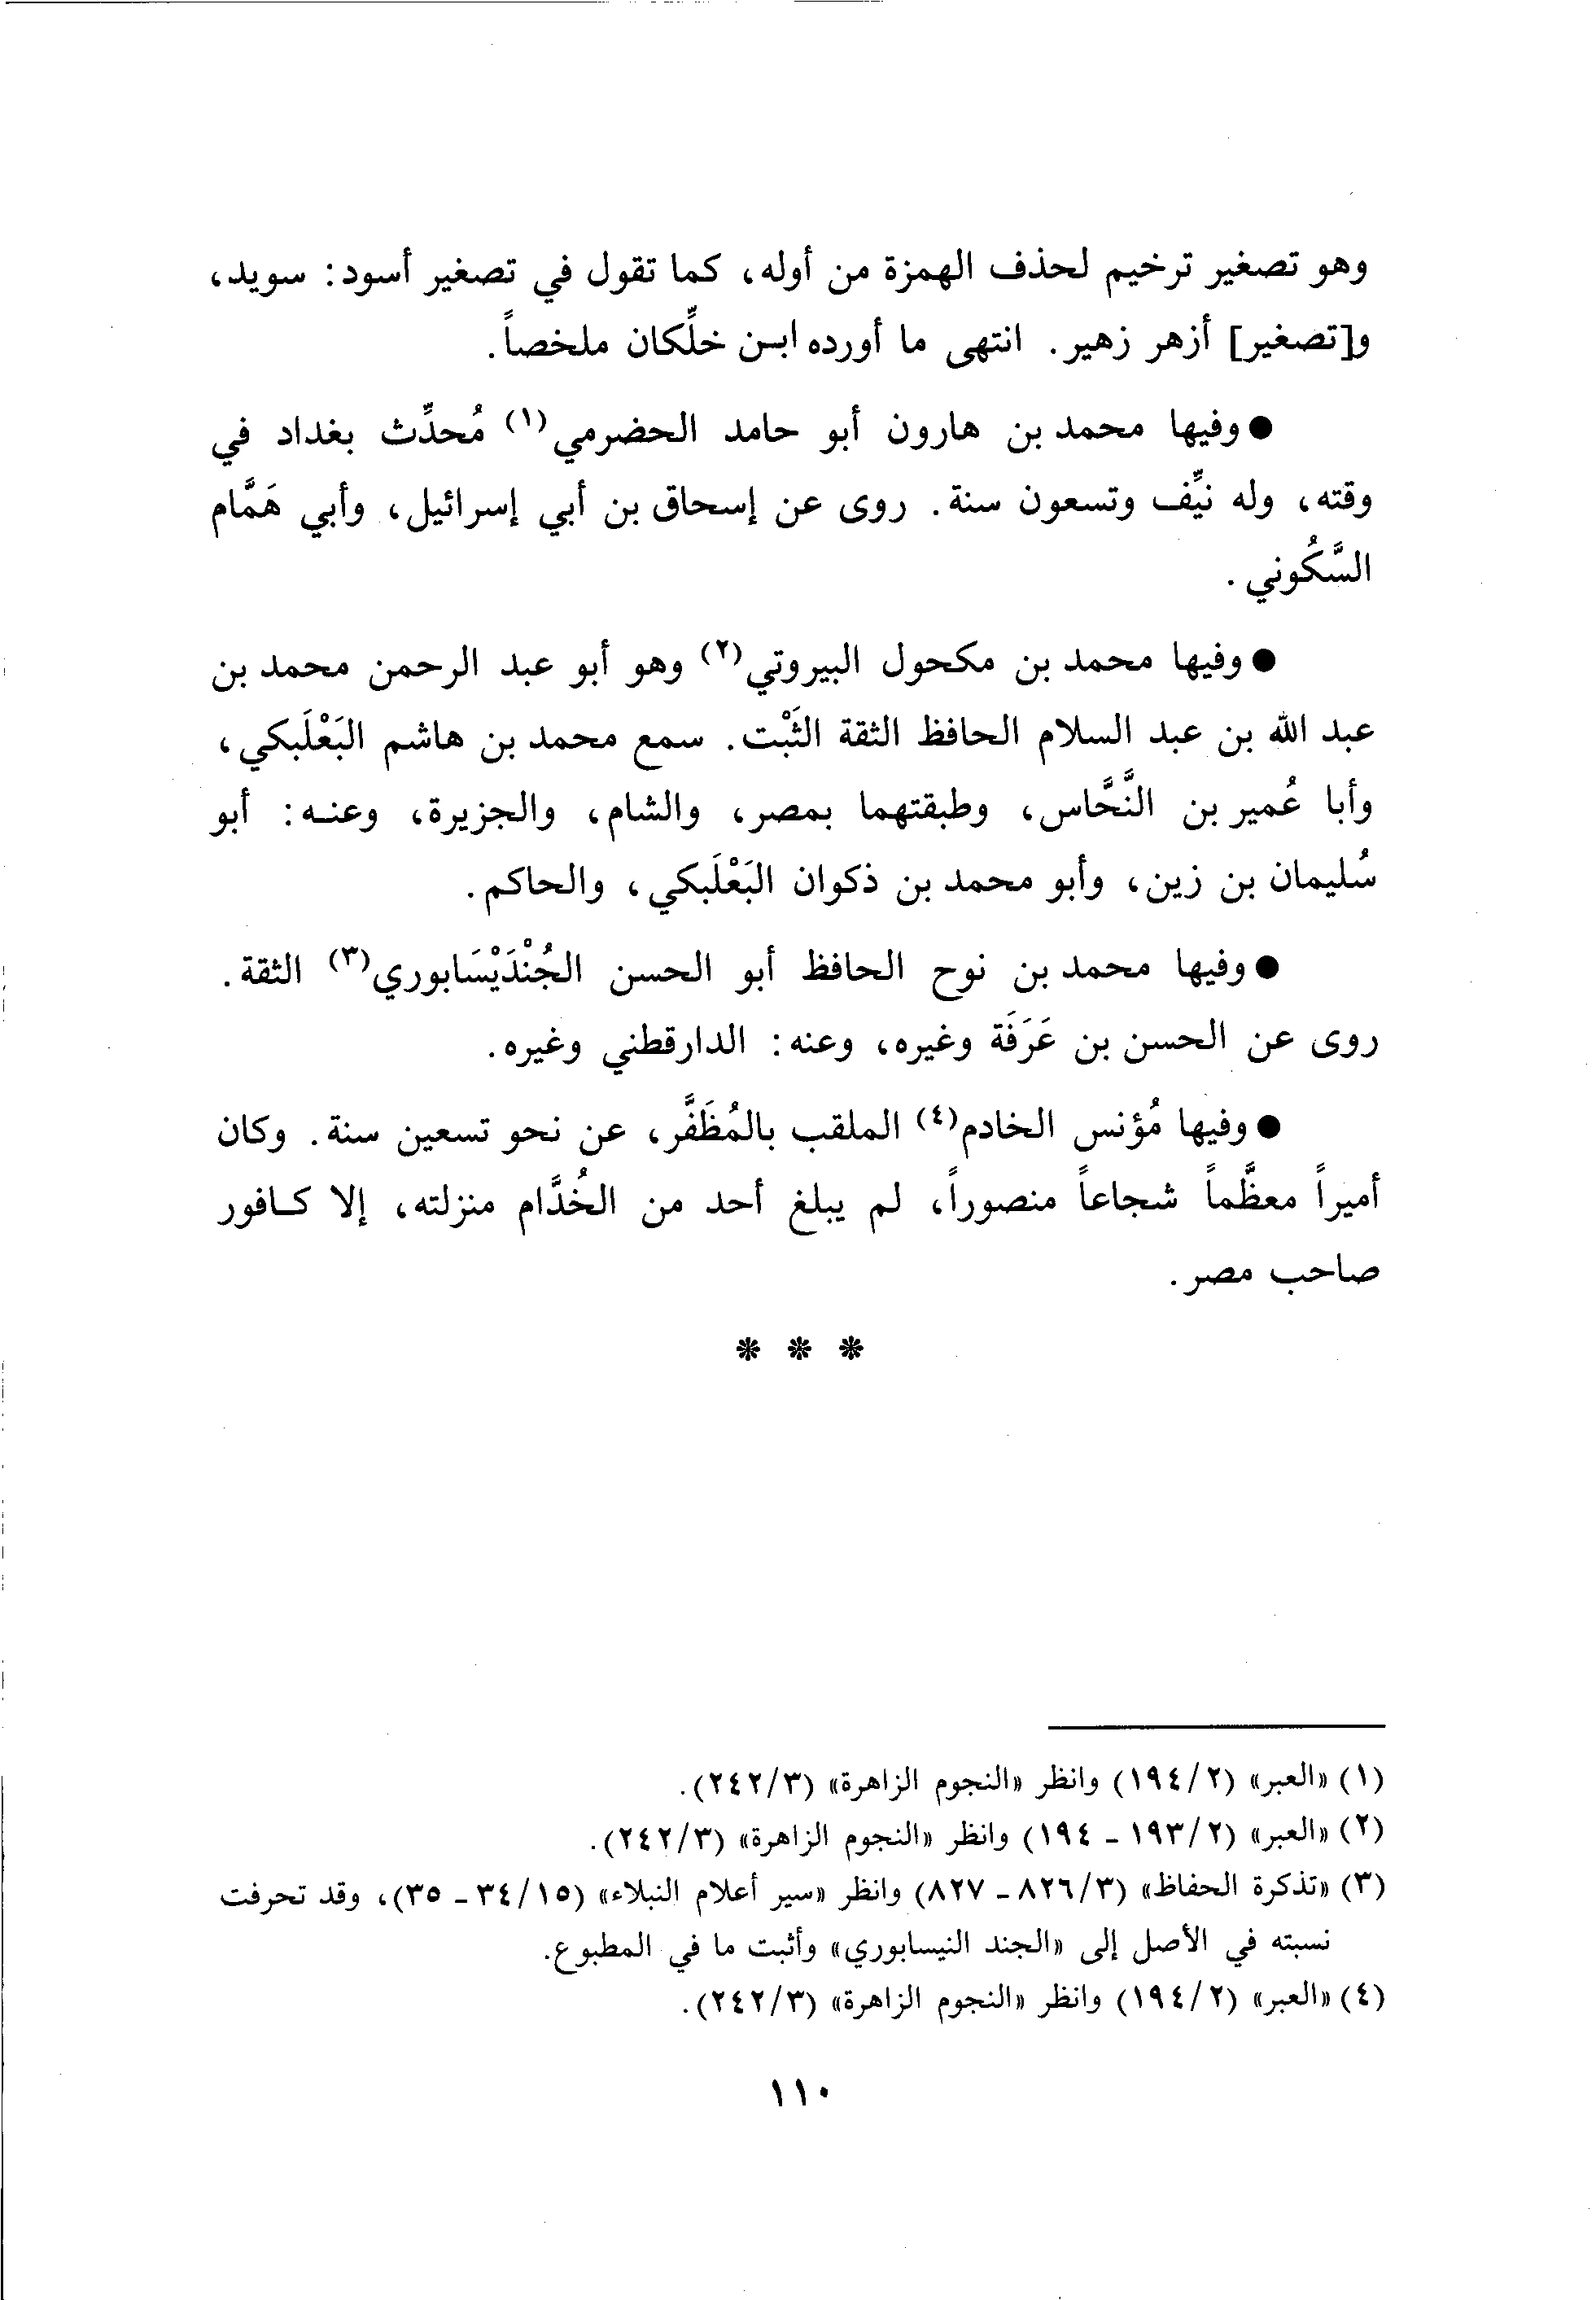 وهو تصغير ترخيم لحذف الهمزة من أوله، كما تقول في تصغير أسود: سويد،
و[تصغير] أزهر زهير. انتهى ما أورده ابن خلِّكان ملخصاً.
● وفيها محمد بن هارون أبو حامد الحضرمي(١) مُحدِّث بغداد في
وقته، وله نيِّف وتسعون سنة. روى عن إسحاق بن أبي إسرائيل، وأبي هَمَّام
السَّكُوني.
● وفيها محمد بن مكحول البيروتي(٢) وهو أبو عبد الرحمن محمد بن
عبد الله بن عبد السلام الحافظ الثقة الثَبْت. سمع محمد بن هاشم البَعْلَبكي،
وأبا عُمير بن النَّحَّاس، وطبقتهما بمصر، والشام، والجزيرة، وعنه: أبو
سُليمان بن زين، وأبو محمد بن ذكوان البَعْلَبكي، والحاكم.
● وفيها محمد بن نوح الحافظ أبو الحسن الجُنْدَيْسَابوري(٣) الثقة.
روى عن الحسن بن عَرَفَة وغيره، وعنه: الدارقطني وغيره.
● وفيها مُؤنس الخادم(٤) الملقب بالمُظَفَّر، عن نحو تسعين سنة. وكان
أميراً معظَّماً شجاعاً منصوراً، لم يبلغ أحد من الخُدَّام منزلته، إلا كافور
صاحب مصر.
* * *
(١) «العبر» (٢/١٩٤) وانظر «النجوم الزاهرة» (٣/٢٤٢).
(٢) «العبر» (٢/١٩٣ - ١٩٤) وانظر «النجوم الزاهرة» (٣/٢٤٢).
(٣) «تذكرة الحفاظ» (٣/٨٢٦ - ٨٢٧) وانظر «سير أعلام النبلاء» (١٥/٣٤ - ٣٥)، وقد تحرفت
نسبته في الأصل إلى «الجند النيسابوري» وأثبت ما في المطبوع.
(٤) «العبر» (٢/١٩٤) وانظر «النجوم الزاهرة» (٣/٢٤٢).
١١٠